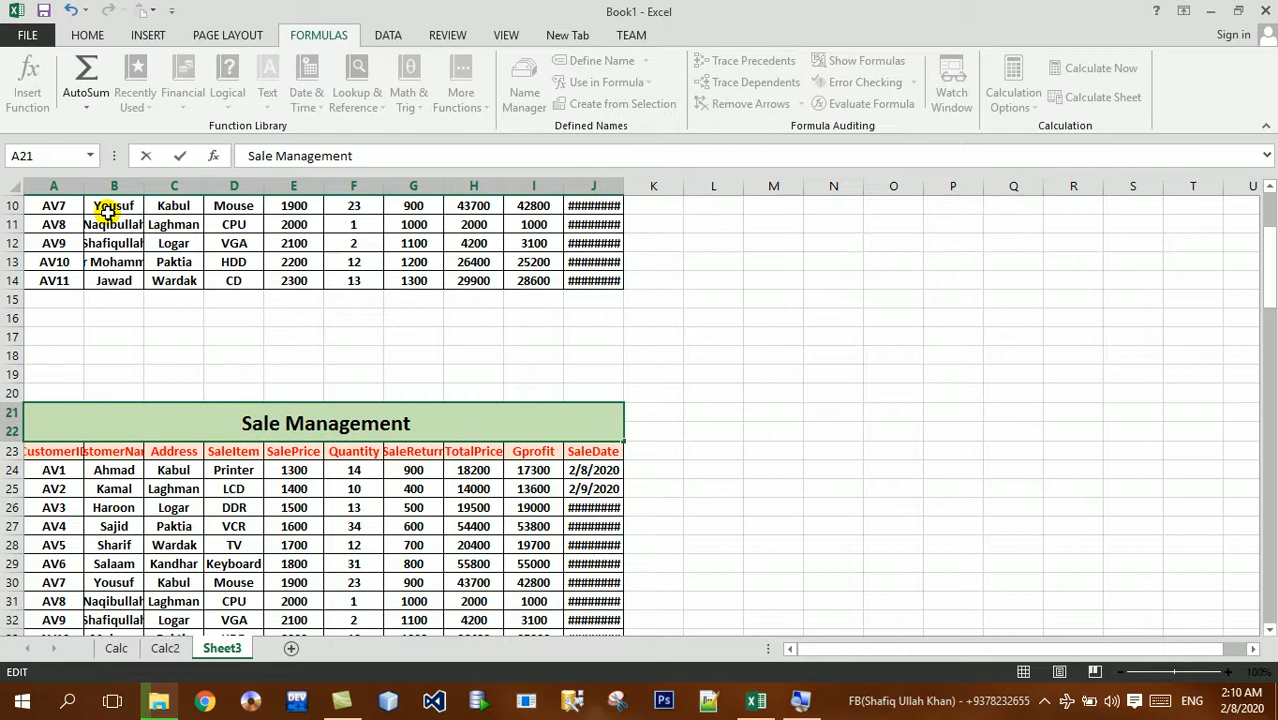 Book1 - Excel
FILE HOME INSERT PAGE LAYOUT FORMULAS DATA REVIEW VIEW New Tab TEAM Sign in
Insert Function
AutoSum
Recently Used
Financial
Logical
Text
Date & Time
Lookup & Reference
Math & Trig
More Functions
Function Library
Name Manager
Define Name
Use in Formula
Create from Selection
Defined Names
Trace Precedents
Trace Dependents
Remove Arrows
Show Formulas
Error Checking
Evaluate Formula
Formula Auditing
Watch Window
Calculation Options
Calculate Now
Calculate Sheet
Calculation
A21 fx Sale Management
A B C D E F G H I J K L M N O P Q R S T U
10 AV7 Yousuf Kabul Mouse 1900 23 900 43700 42800 ########
11 AV8 Naqibullah Laghman CPU 2000 1 1000 2000 1000 ########
12 AV9 Shafiqullah Logar VGA 2100 2 1100 4200 3100 ########
13 AV10 r Mohamm Paktia HDD 2200 12 1200 26400 25200 ########
14 AV11 Jawad Wardak CD 2300 13 1300 29900 28600 ########
15
16
17
18
19
20
21
22 Sale Management
23 CustomerID stomerNar Address SaleItem SalePrice Quantity SaleReturn TotalPrice Gprofit SaleDate
24 AV1 Ahmad Kabul Printer 1300 14 900 18200 17300 2/8/2020
25 AV2 Kamal Laghman LCD 1400 10 400 14000 13600 2/9/2020
26 AV3 Haroon Logar DDR 1500 13 500 19500 19000 ########
27 AV4 Sajid Paktia VCR 1600 34 600 54400 53800 ########
28 AV5 Sharif Wardak TV 1700 12 700 20400 19700 ########
29 AV6 Salaam Kandhar Keyboard 1800 31 800 55800 55000 ########
30 AV7 Yousuf Kabul Mouse 1900 23 900 43700 42800 ########
31 AV8 Naqibullah Laghman CPU 2000 1 1000 2000 1000 ########
32 AV9 Shafiqullah Logar VGA 2100 2 1100 4200 3100 ########
Calc Calc2 Sheet3
EDIT 100%
FB(Shafiq Ullah Khan) - +9378232655 ENG 2:10 AM
2/8/2020